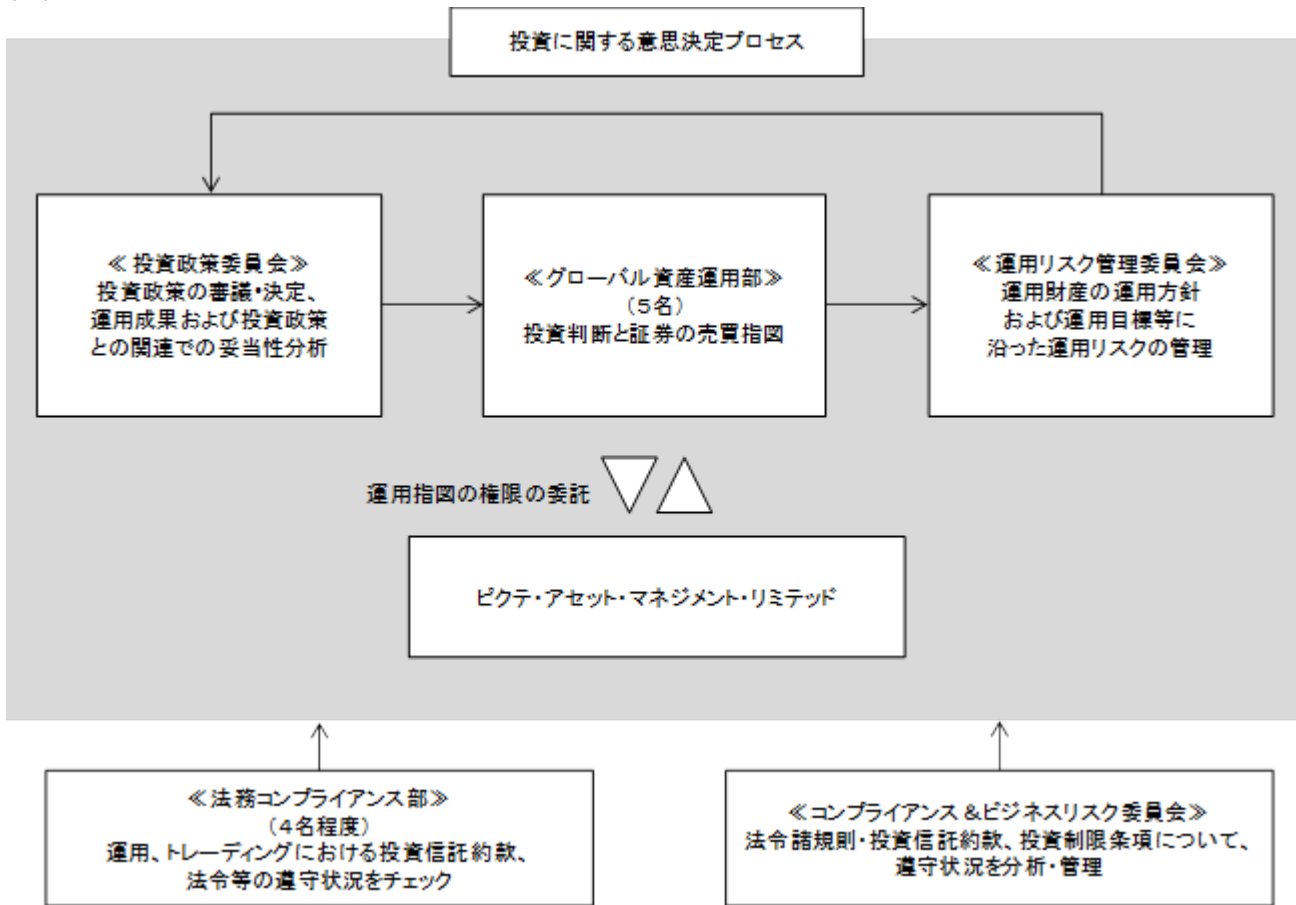 投資に関する意思決定プロセス
≪投資政策委員会≫
投資政策の審議・決定、
運用成果および投資政策
との関連での妥当性分析
≪グローバル資産運用部≫
（5名）
投資判断と証券の売買指図
≪運用リスク管理委員会≫
運用財産の運用方針
および運用目標等に
沿った運用リスクの管理
運用指図の権限の委託
ピクテ・アセット・マネジメント・リミテッド
≪法務コンプライアンス部≫
（4名程度）
運用、トレーディングにおける投資信託約款、
法令等の遵守状況をチェック
≪コンプライアンス＆ビジネスリスク委員会≫
法令諸規則・投資信託約款、投資制限条項について、
遵守状況を分析・管理